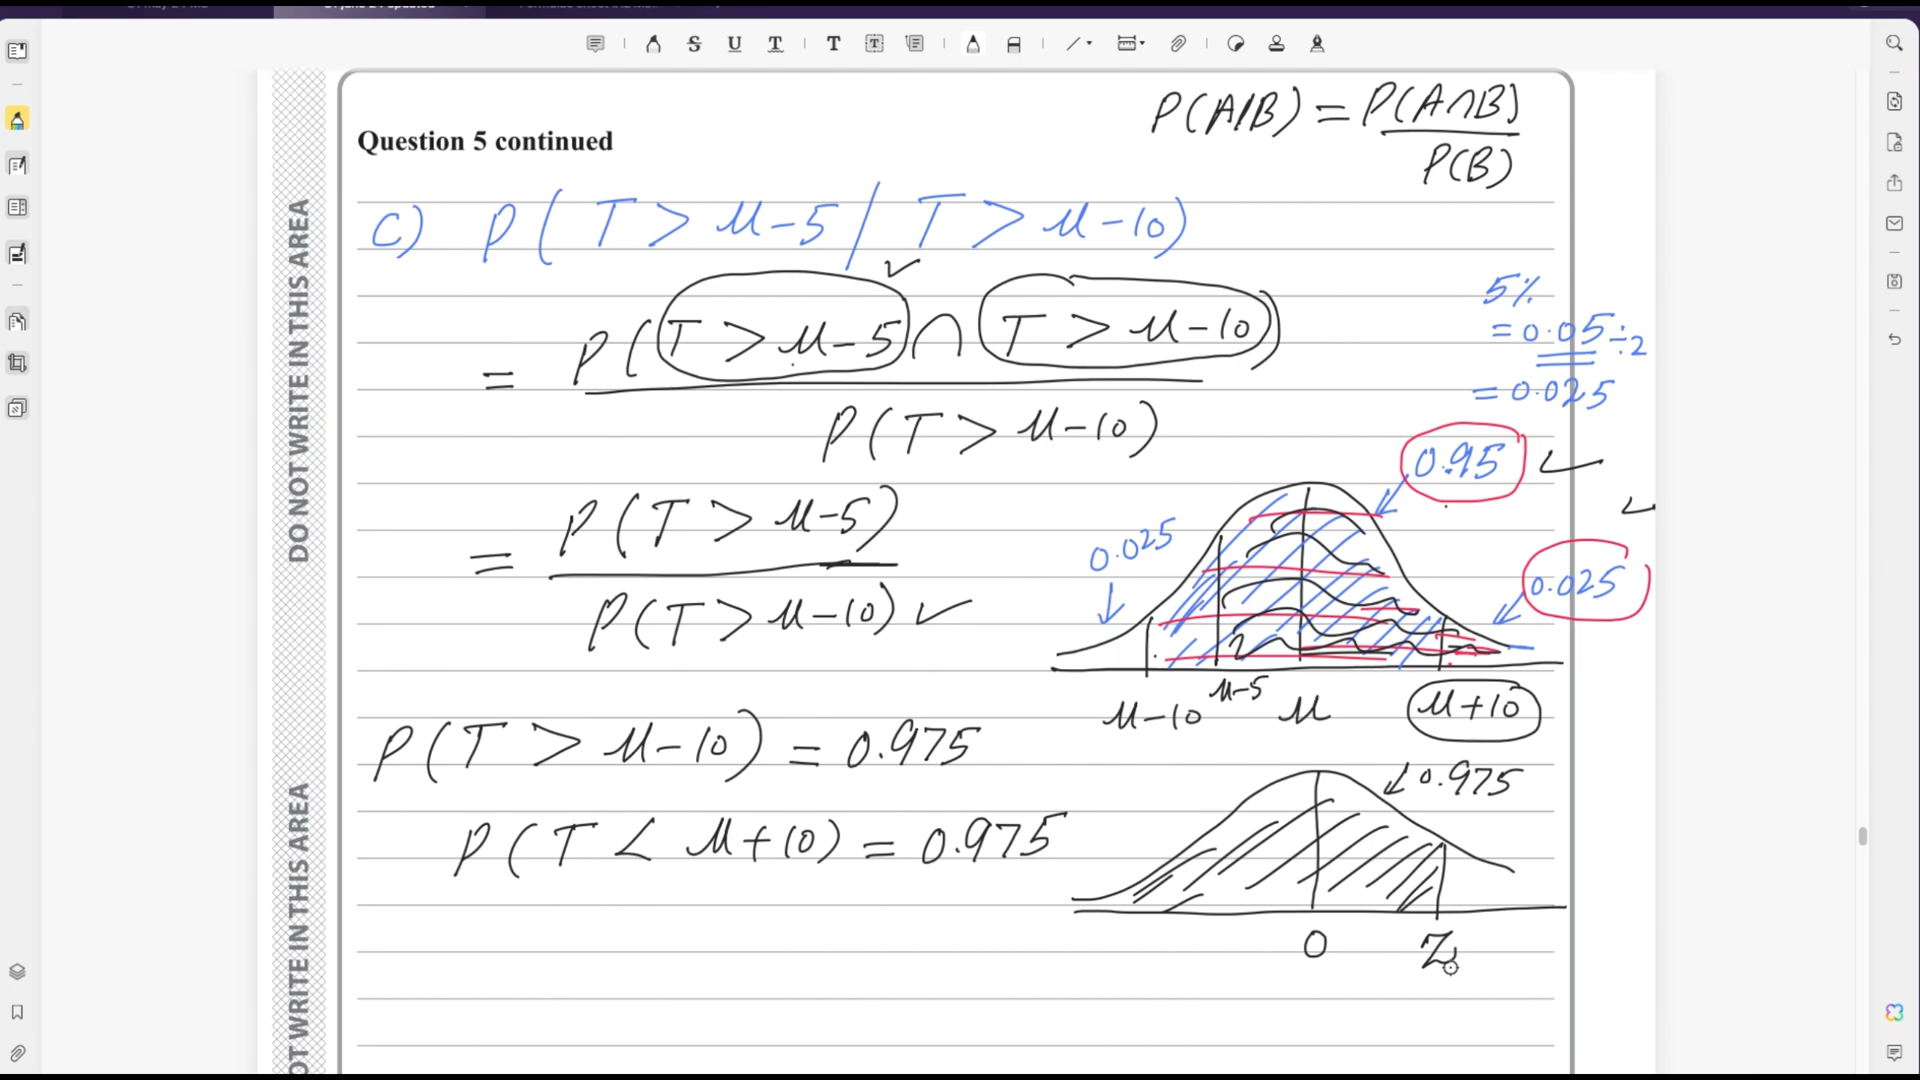 P(A/B) = P(A∩B)
P(B)
Question 5 continued
c) P( T > μ-5 / T > μ-10)
= P( T > μ-5 ∩ T > μ-10)
P( T > μ-10)
5%
= 0.05 ÷2
= 0.025
0.95
= P( T > μ-5)
P( T > μ-10)
0.025
0.025
μ-10 μ-5 μ μ+10
P( T > μ-10) = 0.975
0.975
P( T < μ+10) = 0.975
0 Z
DO NOT WRITE IN THIS AREA
OT WRITE IN THIS AREA